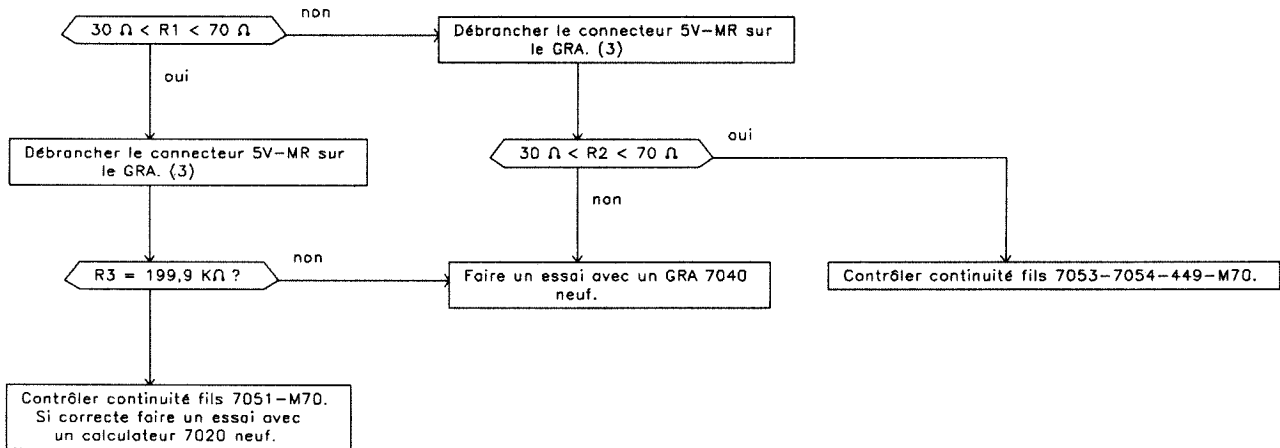 30 Ω < R1 < 70 Ω
non
Débrancher le connecteur 5V-MR sur
le GRA. (3)
oui
Débrancher le connecteur 5V-MR sur
le GRA. (3)
30 Ω < R2 < 70 Ω
oui
non
R3 = 199,9 KΩ ?
non
Faire un essai avec un GRA 7040
neuf.
Contrôler continuité fils 7053-7054-449-M70.
Contrôler continuité fils 7051-M70.
Si correcte faire un essai avec
un calculateur 7020 neuf.